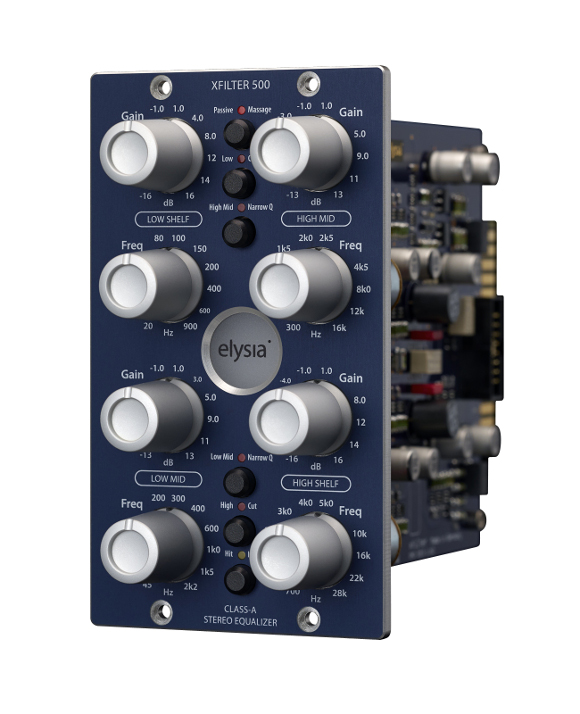 XFILTER 500
Gain -1.0 1.0 4.0 8.0 12 14 16 dB -16
Passive Massage
-1.0 1.0 Gain 5.0 9.0 11 13 dB -13
Low
High Mid Narrow Q
LOW SHELF
HIGH MID
Freq 80 100 150 200 400 600 900 Hz 20
1k5 2k0 2k5 Freq 4k5 8k0 12k 16k 300
elysia
Gain -1.0 1.0 3.0 5.0 9.0 11 13 dB -13
-4.0 -1.0 1.0 Gain 8.0 12 14 16 dB -16
Low Mid Narrow Q
LOW MID
HIGH SHELF
High Cut
Freq 200 300 400 600 1k0 1k5 2k2 Hz
3k0 4k0 5k0 Freq 10k 16k 22k 28k Hz
Hit
CLASS-A
STEREO EQUALIZER